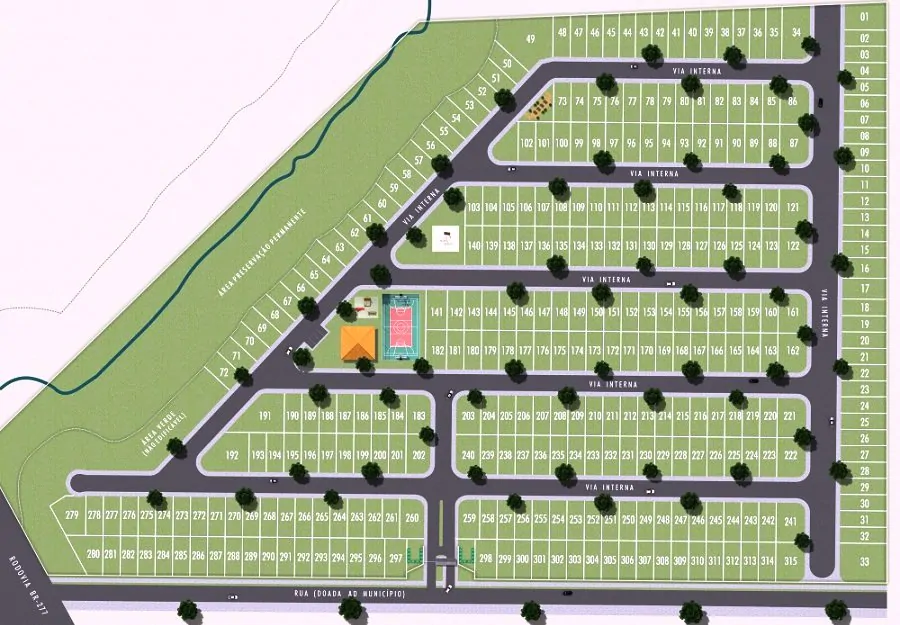 49 48 47 46 45 44 43 42 41 40 39 38 37 36 35 34
VIA INTERNA
50
51
52
53
54
55
56
57
58
59
60
61
62
63
64
65
66
67
68
69
70
71
72
73 74 75 76 77 78 79 80 81 82 83 84 85 86
102 101 100 99 98 97 96 95 94 93 92 91 90 89 88 87
VIA INTERNA
VIA INTERNA
103 104 105 106 107 108 109 110 111 112 113 114 115 116 117 118 119 120 121
140 139 138 137 136 135 134 133 132 131 130 129 128 127 126 125 124 123 122
VIA INTERNA
141 142 143 144 145 146 147 148 149 150 151 152 153 154 155 156 157 158 159 160 161
182 181 180 179 178 177 176 175 174 173 172 171 170 169 168 167 166 165 164 163 162
VIA INTERNA
191 190 189 188 187 186 185 184 183
192 193 194 195 196 197 198 199 200 201 202
203 204 205 206 207 208 209 210 211 212 213 214 215 216 217 218 219 220 221
240 239 238 237 236 235 234 233 232 231 230 229 228 227 226 225 224 223 222
VIA INTERNA
279 278 277 276 275 274 273 272 271 270 269 268 267 266 265 264 263 262 261 260
280 281 282 283 284 285 286 287 288 289 290 291 292 293 294 295 296 297
259 258 257 256 255 254 253 252 251 250 249 248 247 246 245 244 243 242 241
298 299 300 301 302 303 304 305 306 307 308 309 310 311 312 313 314 315
01
02
03
04
05
06
07
08
09
10
11
12
13
14
15
16
17
18
19
20
21
22
23
24
25
26
27
28
29
30
31
32
33
VIA INTERNA
ÁREA PRESERVAÇÃO PERMANENTE
ÁREA VERDE
(NÃO EDIFICÁVEL)
RODOVIA BR-277
RUA (DOADA AO MUNICÍPIO)